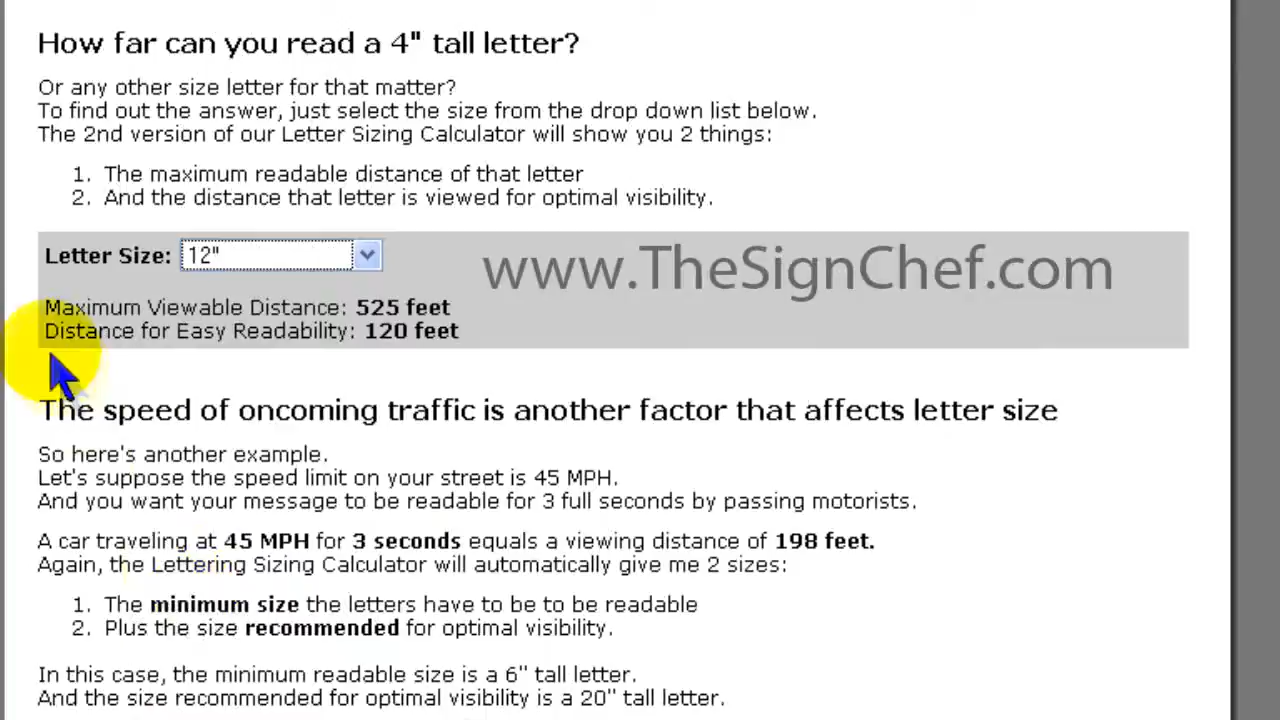 How far can you read a 4" tall letter?
Or any other size letter for that matter?
To find out the answer, just select the size from the drop down list below.
The 2nd version of our Letter Sizing Calculator will show you 2 things:
1. The maximum readable distance of that letter
2. And the distance that letter is viewed for optimal visibility.
Letter Size: 12"
www.TheSignChef.com
Maximum Viewable Distance: 525 feet
Distance for Easy Readability: 120 feet
The speed of oncoming traffic is another factor that affects letter size
So here's another example.
Let's suppose the speed limit on your street is 45 MPH.
And you want your message to be readable for 3 full seconds by passing motorists.
A car traveling at 45 MPH for 3 seconds equals a viewing distance of 198 feet.
Again, the Lettering Sizing Calculator will automatically give me 2 sizes:
1. The minimum size the letters have to be to be readable
2. Plus the size recommended for optimal visibility.
In this case, the minimum readable size is a 6" tall letter.
And the size recommended for optimal visibility is a 20" tall letter.